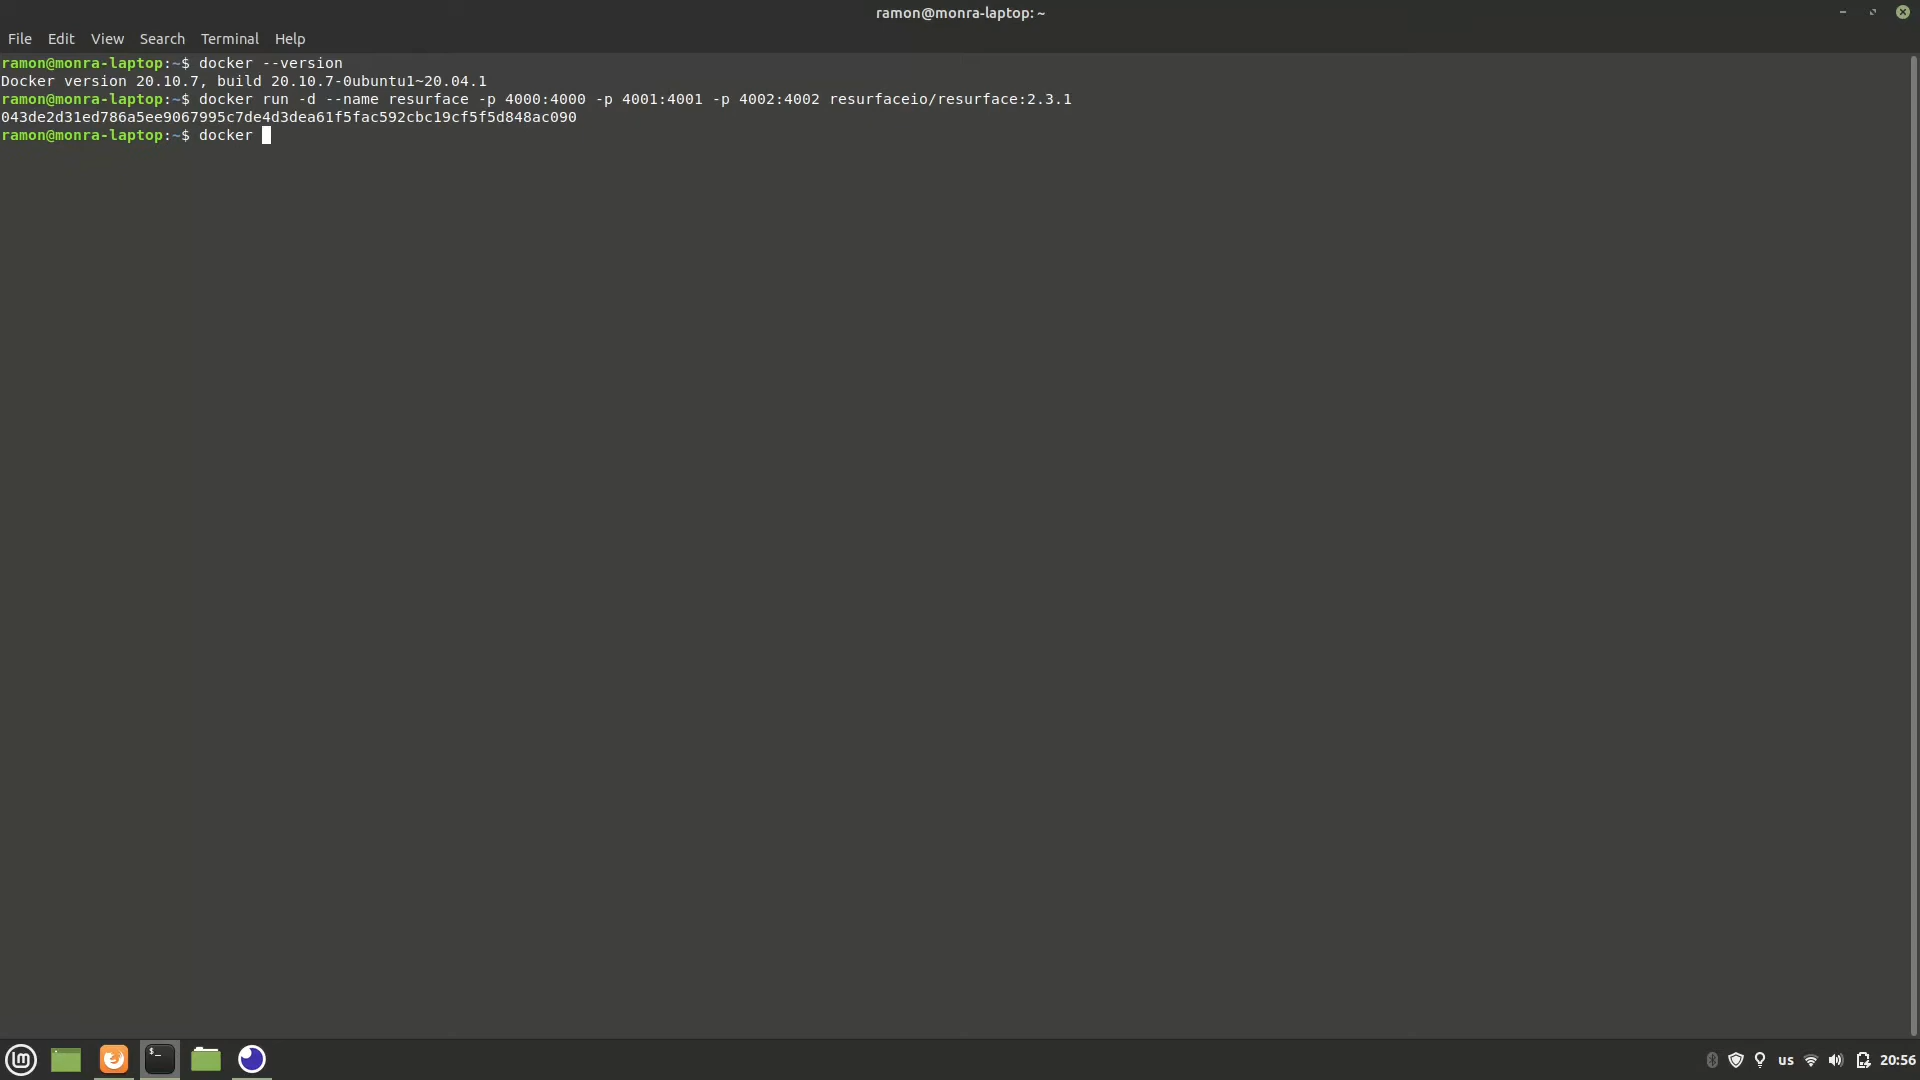 ramon@monra-laptop: ~
File Edit View Search Terminal Help
ramon@monra-laptop:~$ docker --version
Docker version 20.10.7, build 20.10.7-0ubuntu1~20.04.1
ramon@monra-laptop:~$ docker run -d --name resurface -p 4000:4000 -p 4001:4001 -p 4002:4002 resurfaceio/resurface:2.3.1
043de2d31ed786a5ee9067995c7de4d3dea61f5fac592cbc19cf5f5d848ac090
ramon@monra-laptop:~$ docker
us 20:56